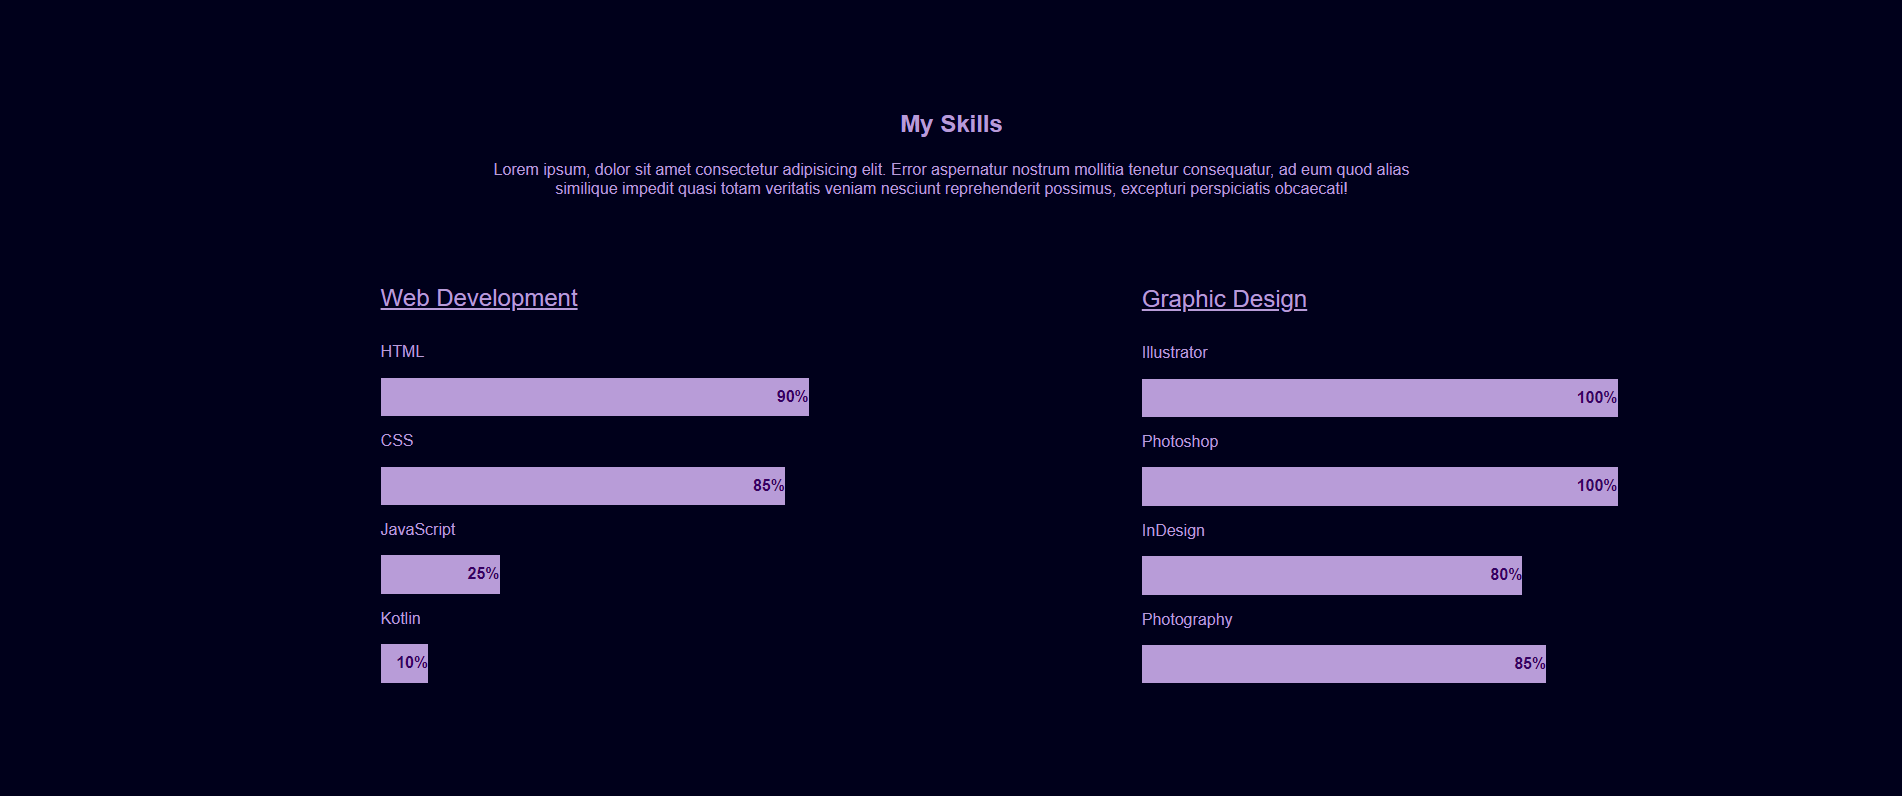 My Skills
Lorem ipsum, dolor sit amet consectetur adipisicing elit. Error aspernatur nostrum mollitia tenetur consequatur, ad eum quod alias
similique impedit quasi totam veritatis veniam nesciunt reprehenderit possimus, excepturi perspiciatis obcaecati!
Web Development
HTML
90%
CSS
85%
JavaScript
25%
Kotlin
10%
Graphic Design
Illustrator
100%
Photoshop
100%
InDesign
80%
Photography
85%